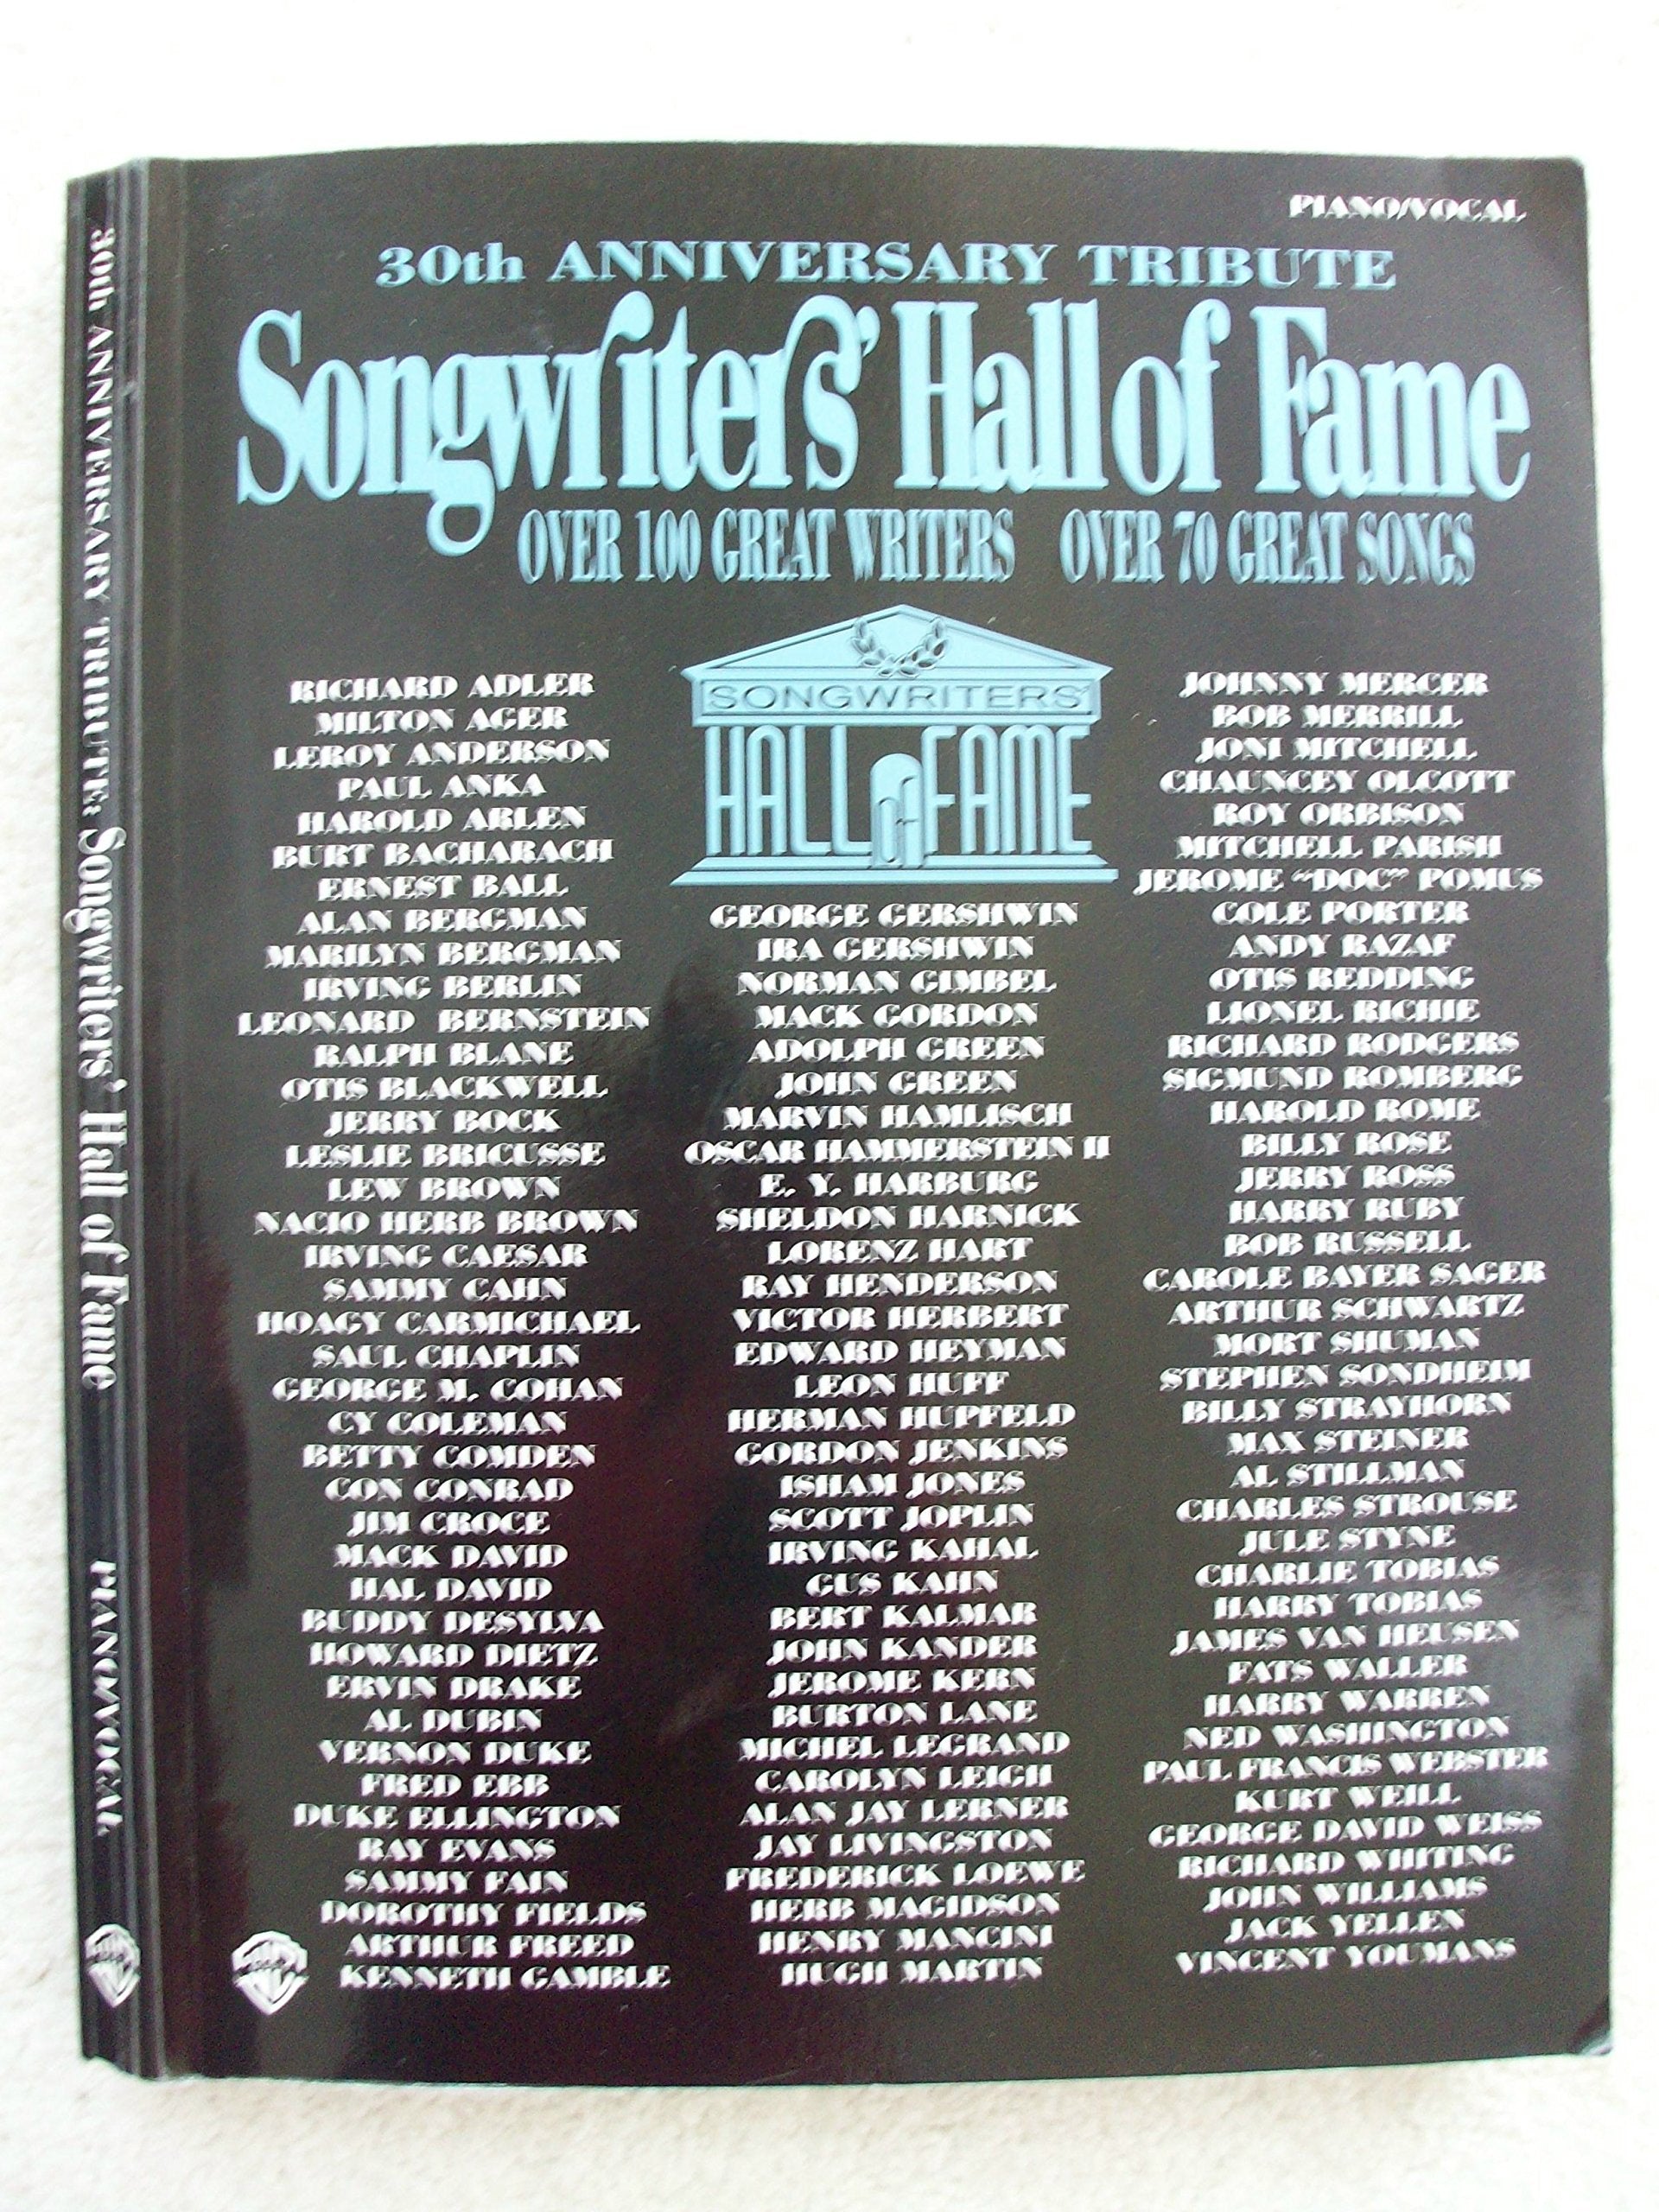 PIANO/VOCAL
30th ANNIVERSARY TRIBUTE
Songwriters' Hall of Fame
OVER 100 GREAT WRITERS OVER 70 GREAT SONGS
SONGWRITERS'
HALL of FAME
RICHARD ADLER
MILTON AGER
LEROY ANDERSON
PAUL ANKA
HAROLD ARLEN
BURT BACHARACH
ERNEST BALL
ALAN BERGMAN
MARILYN BERGMAN
IRVING BERLIN
LEONARD BERNSTEIN
RALPH BLANE
OTIS BLACKWELL
JERRY BOCK
LESLIE BRICUSSE
LEW BROWN
NACIO HERB BROWN
IRVING CAESAR
SAMMY CAHN
HOAGY CARMICHAEL
SAUL CHAPLIN
GEORGE M. COHAN
CY COLEMAN
BETTY COMDEN
CON CONRAD
JIM CROCE
MACK DAVID
HAL DAVID
BUDDY DESYLVA
HOWARD DIETZ
ERVIN DRAKE
AL DUBIN
VERNON DUKE
FRED EBB
DUKE ELLINGTON
RAY EVANS
SAMMY FAIN
DOROTHY FIELDS
ARTHUR FREED
KENNETH GAMBLE
GEORGE GERSHWIN
IRA GERSHWIN
NORMAN GIMBEL
MACK GORDON
ADOLPH GREEN
JOHN GREEN
MARVIN HAMLISCH
OSCAR HAMMERSTEIN II
E. Y. HARBURG
SHELDON HARNICK
LORENZ HART
RAY HENDERSON
VICTOR HERBERT
EDWARD HEYMAN
LEON HUFF
HERMAN HUPFELD
GORDON JENKINS
ISHAM JONES
SCOTT JOPLIN
IRVING KAHAL
GUS KAHN
BERT KALMAR
JOHN KANDER
JEROME KERN
BURTON LANE
MICHEL LEGRAND
CAROLYN LEIGH
ALAN JAY LERNER
JAY LIVINGSTON
FREDERICK LOEWE
HERB MAGIDSON
HENRY MANCINI
HUGH MARTIN
JOHNNY MERCER
BOB MERRILL
JONI MITCHELL
CHAUNCEY OLCOTT
ROY ORBISON
MITCHELL PARISH
JEROME “DOC” POMUS
COLE PORTER
ANDY RAZAF
OTIS REDDING
LIONEL RICHIE
RICHARD RODGERS
SIGMUND ROMBERG
HAROLD ROME
BILLY ROSE
JERRY ROSS
HARRY RUBY
BOB RUSSELL
CAROLE BAYER SAGER
ARTHUR SCHWARTZ
MORT SHUMAN
STEPHEN SONDHEIM
BILLY STRAYHORN
MAX STEINER
AL STILLMAN
CHARLES STROUSE
JULE STYNE
CHARLIE TOBIAS
HARRY TOBIAS
JAMES VAN HEUSEN
FATS WALLER
HARRY WARREN
NED WASHINGTON
PAUL FRANCIS WEBSTER
KURT WEILL
GEORGE DAVID WEISS
RICHARD WHITING
JOHN WILLIAMS
JACK YELLEN
VINCENT YOUMANS
30th ANNIVERSARY TRIBUTE: Songwriters' Hall of Fame PIANO/VOCAL